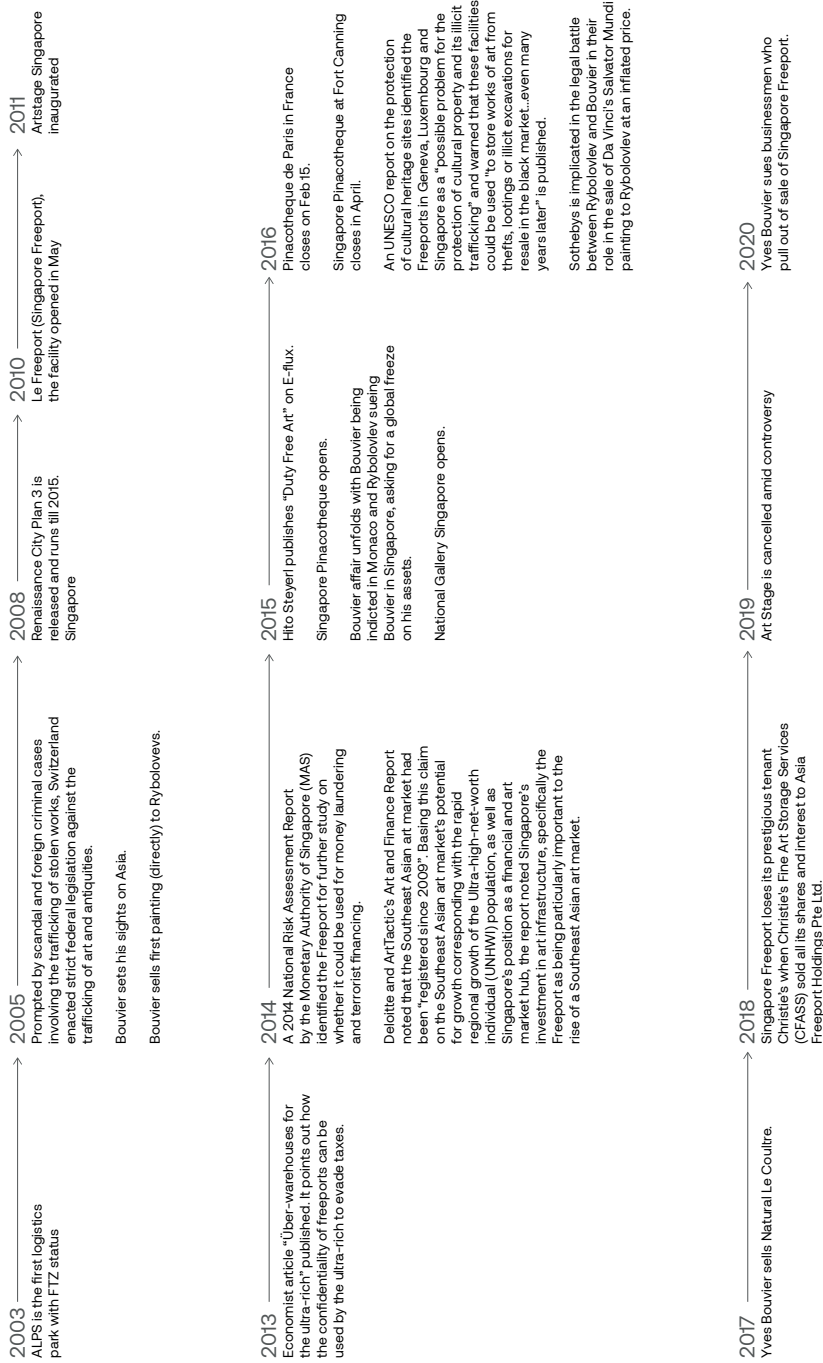 2003
ALPS is the first logistics
park with FTZ status
2005
Prompted by scandal and foreign criminal cases
involving the trafficking of stolen works, Switzerland
enacted strict federal legislation against the
trafficking of art and antiquities.
Bouvier sets his sights on Asia.
Bouvier sells first painting (directly) to Rybolovevs.
2008
Renaissance City Plan 3 is
released and runs till 2015.
Singapore
2010
Le Freeport (Singapore Freeport),
the facility opened in May
2011
Artstage Singapore
inaugurated
2013
Economist article “Über-warehouses for
the ultra-rich” published. It points out how
the confidentiality of freeports can be
used by the ultra-rich to evade taxes.
2014
A 2014 National Risk Assessment Report
by the Monetary Authority of Singapore (MAS)
identified the Freeport for further study on
whether it could be used for money laundering
and terrorist financing.
Deloitte and ArtTactic’s Art and Finance Report
noted that the Southeast Asian art market had
been “registered since 2009”. Basing this claim
on the Southeast Asian art market’s potential
for growth corresponding with the rapid
regional growth of the Ultra-high-net-worth
individual (UNHWI) population, as well as
Singapore’s position as a financial and art
market hub, the report noted Singapore’s
investment in art infrastructure, specifically the
Freeport as being particularly important to the
rise of a Southeast Asian art market.
2015
Hito Steyerl publishes “Duty Free Art” on E-flux.
Singapore Pinacotheque opens.
Bouvier affair unfolds with Bouvier being
indicted in Monaco and Rybolovlev sueing
Bouvier in Singapore, asking for a global freeze
on his assets.
National Gallery Singapore opens.
2016
Pinacotheque de Paris in France
closes on Feb 15.
Singapore Pinacotheque at Fort Canning
closes in April.
An UNESCO report on the protection
of cultural heritage sites identified the
Freeports in Geneva, Luxembourg and
Singapore as a “possible problem for the
protection of cultural property and its illicit
trafficking” and warned that these facilities
could be used “to store works of art from
thefts, lootings or illicit excavations for
resale in the black market...even many
years later” is published.
Sothebys is implicated in the legal battle
between Rybolovlev and Bouvier in their
role in the sale of Da Vinci’s Salvator Mundi
painting to Rybolovlev at an inflated price.
2017
Yves Bouvier sells Natural Le Coultre.
2018
Singapore Freeport loses its prestigious tenant
Christie’s when Christie’s Fine Art Storage Services
(CFASS) sold all its shares and interest to Asia
Freeport Holdings Pte Ltd.
2019
Art Stage is cancelled amid controversy
2020
Yves Bouvier sues businessmen who
pull out of sale of Singapore Freeport.